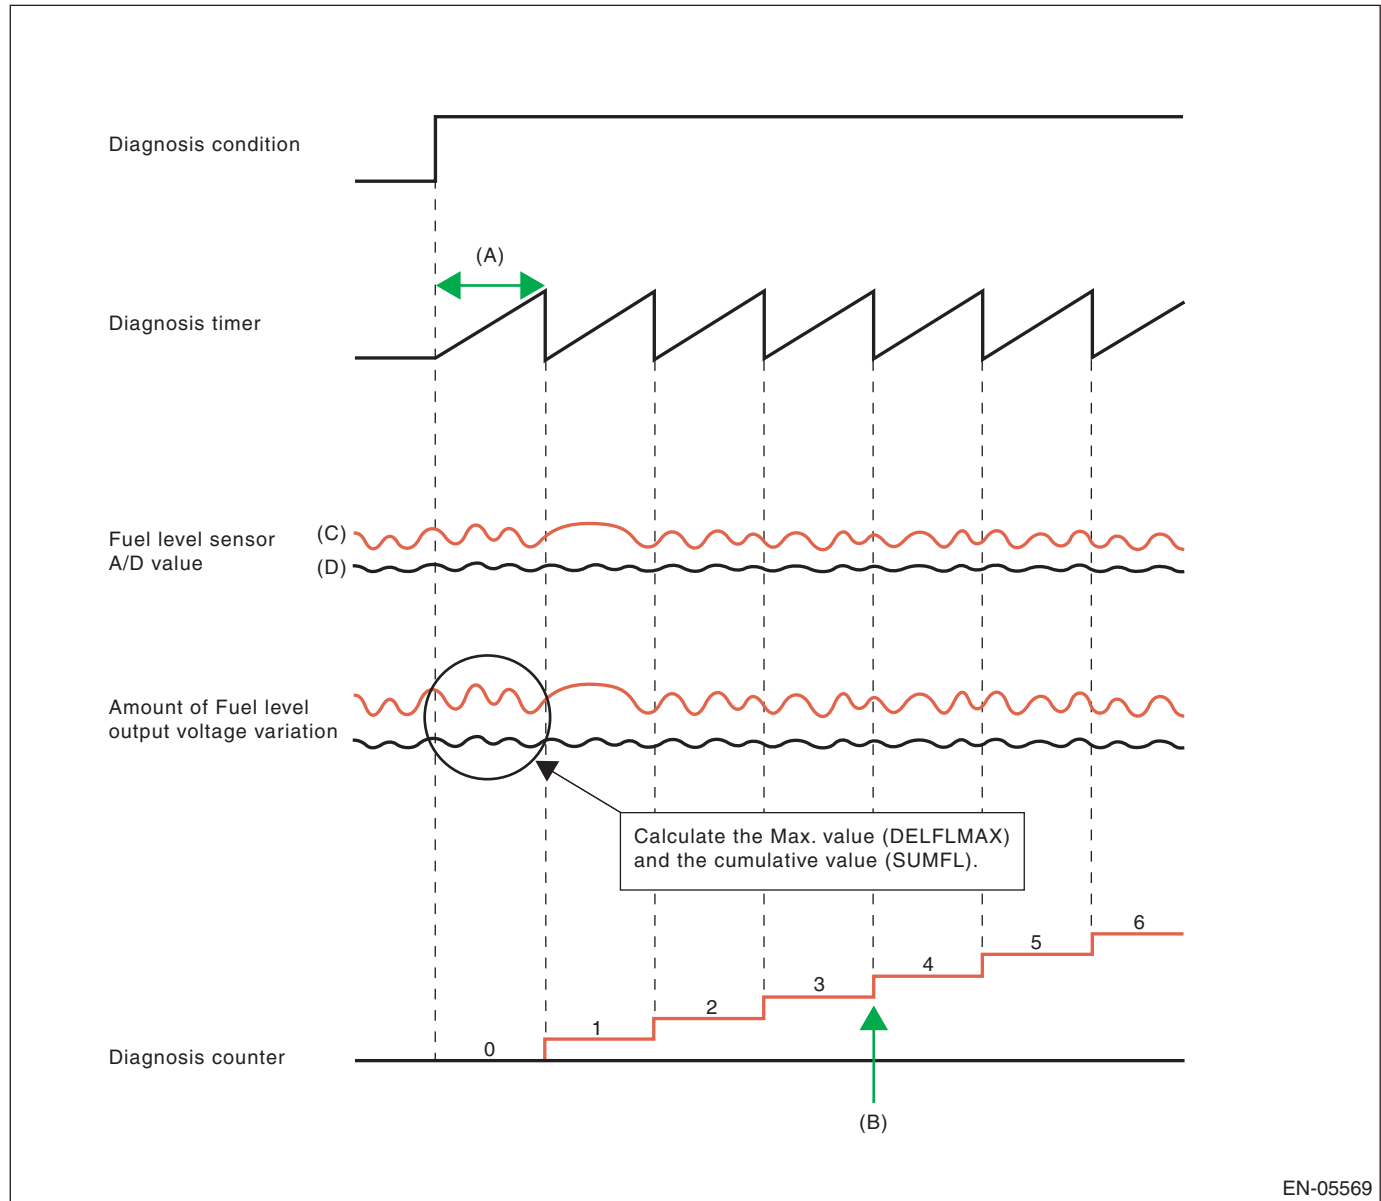 Diagnosis condition
(A)
Diagnosis timer
Fuel level sensor
A/D value
(C)
(D)
Amount of Fuel level
output voltage variation
Calculate the Max. value (DELFLMAX)
and the cumulative value (SUMFL).
Diagnosis counter
0
1
2
3
4
5
6
(B)
EN-05569